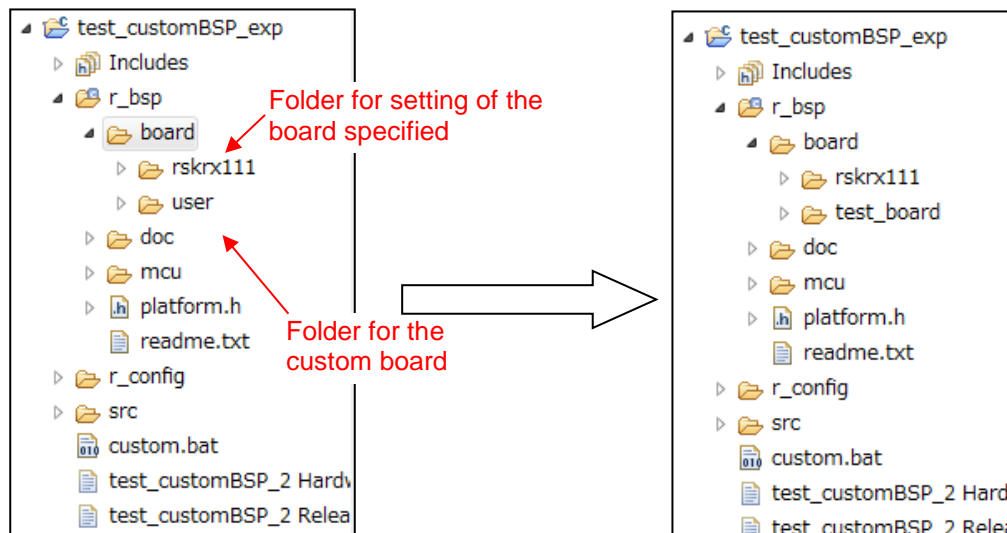 test_customBSP_exp
Includes
r_bsp
board
rskrx111
user
doc
mcu
platform.h
readme.txt
r_config
src
custom.bat
test_customBSP_2 Hardw
test_customBSP_2 Relea
Folder for setting of the
board specified
Folder for the
custom board
test_customBSP_exp
Includes
r_bsp
board
rskrx111
test_board
doc
mcu
platform.h
readme.txt
r_config
src
custom.bat
test_customBSP_2 Hard
test_customBSP_2 Relea